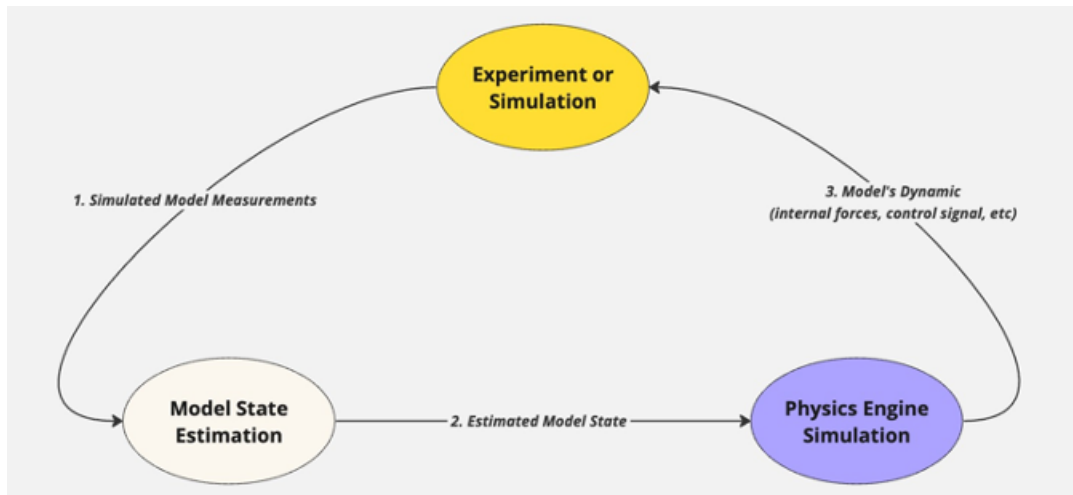 Experiment or
Simulation
1. Simulated Model Measurements
3. Model's Dynamic
(internal forces, control signal, etc)
Model State
Estimation
2. Estimated Model State
Physics Engine
Simulation